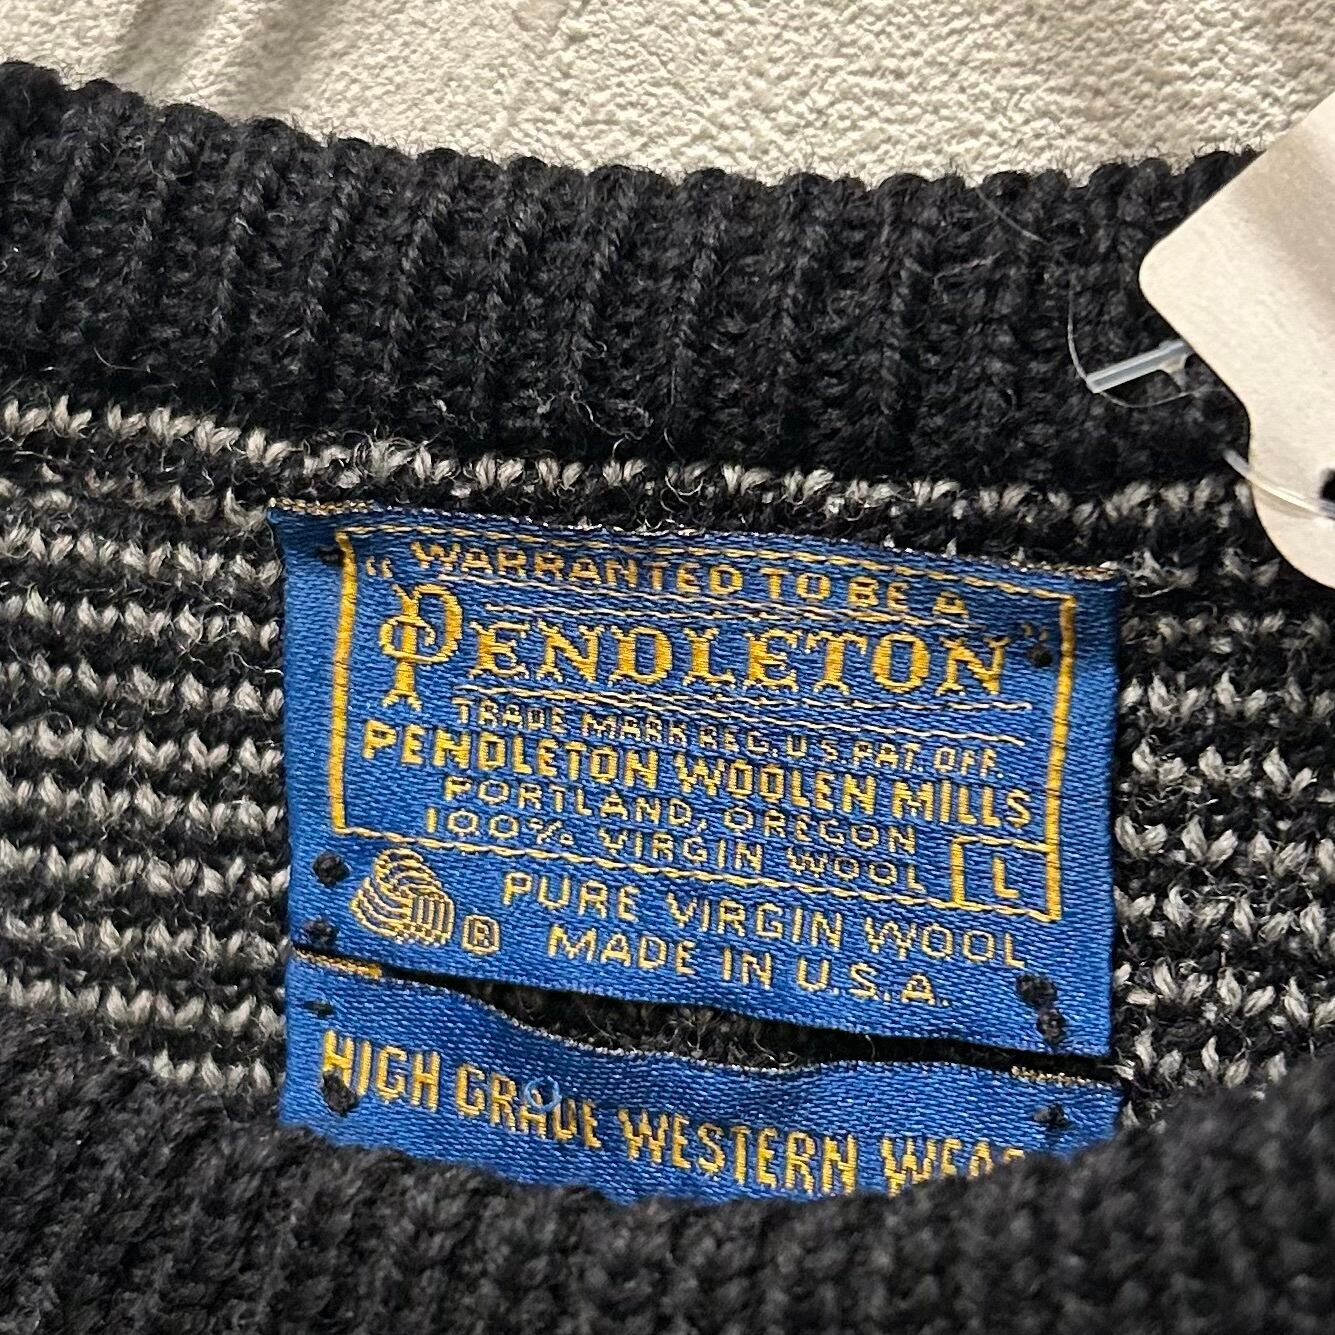 "WARRANTED TO BE A
PENDLETON"
TRADE MARK REG. U.S. PAT. OFF.
PENDLETON WOOLEN MILLS
PORTLAND, OREGON
100% VIRGIN WOOL L
PURE VIRGIN WOOL
® MADE IN U.S.A.
HIGH GRADE WESTERN WEAR